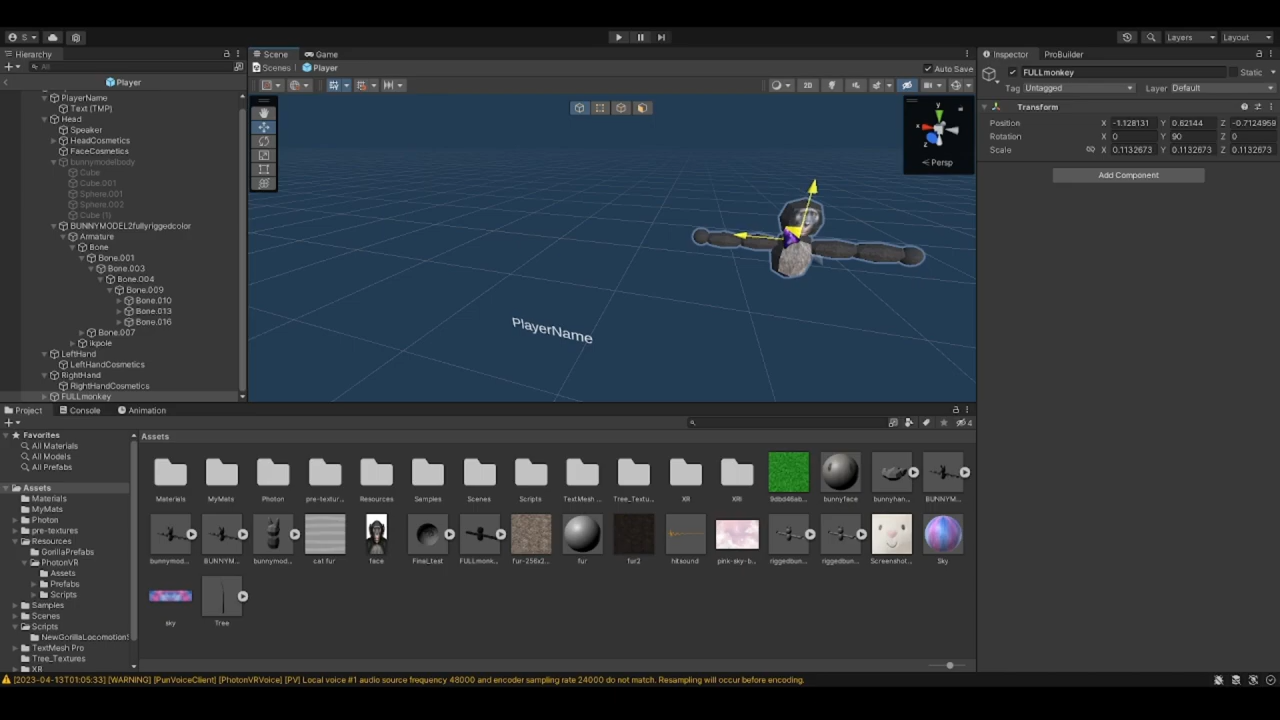 S
Layers
Layout
Hierarchy
All
Player
PlayerName
Text (TMP)
Head
Speaker
HeadCosmetics
FaceCosmetics
bunnymodelbody
Cube
Cube.001
Sphere.001
Sphere.002
Cube (1)
BUNNYMODEL2fullyriggedcolor
Armature
Bone
Bone.001
Bone.003
Bone.004
Bone.009
Bone.010
Bone.013
Bone.016
Bone.007
ikpole
LeftHand
LeftHandCosmetics
RightHand
RightHandCosmetics
FULLmonkey
Scene
Game
Scenes
Player
Auto Save
2D
y
x
z
Persp
PlayerName
Inspector
ProBuilder
FULLmonkey
Static
Tag Untagged
Layer Default
Transform
Position X -1.128131 Y 0.62144 Z -0.7124959
Rotation X 0 Y 90 Z 0
Scale X 0.1132673 Y 0.1132673 Z 0.1132673
Add Component
Project
Console
Animation
4
Favorites
All Materials
All Models
All Prefabs
Assets
Materials
MyMats
Photon
pre-textures
Resources
GorillaPrefabs
PhotonVR
Assets
Prefabs
Scripts
Samples
Scenes
Scripts
NewGorillaLocomotion!
TextMesh Pro
Tree_Textures
XR
Assets
Materials
MyMats
Photon
pre-textur...
Resources
Samples
Scenes
Scripts
TextMesh ...
Tree_Textu...
XR
XRI
9dbd46ab...
bunnyface
bunnyhan...
BUNNYM...
bunnymod...
BUNNYM...
bunnymod...
cat fur
face
Final_test
FULLmonk...
fur-256x2...
fur
fur2
hitsound
pink-sky-b...
riggedbun...
riggedbun...
Screenshot...
Sky
sky
Tree
[2023-04-13T01:05:33] [WARNING] [PunVoiceClient] [PhotonVRVoice] [PV] Local voice #1 audio source frequency 48000 and encoder sampling rate 24000 do not match. Resampling will occur before encoding.